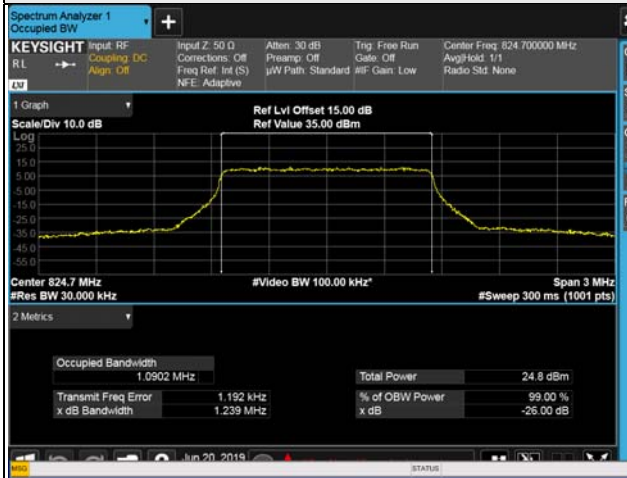 Spectrum Analyzer 1
Occupied BW
KEYSIGHT Input: RF Input Z: 50 Ω Atten: 30 dB Trig: Free Run Center Freq: 824.700000 MHz
RL Coupling: DC Corrections: Off Preamp: Off Gate: Off Avg|Hold: 1/1
Align: Off Freq Ref: Int (S) µW Path: Standard #IF Gain: Low Radio Std: None
NFE: Adaptive
LXI
1 Graph Ref Lvl Offset 15.00 dB
Scale/Div 10.0 dB Ref Value 35.00 dBm
Log
25.0
15.0
5.00
-5.00
-15.0
-25.0
-35.0
-45.0
-55.0
Center 824.7 MHz #Video BW 100.00 kHz* Span 3 MHz
#Res BW 30.000 kHz #Sweep 300 ms (1001 pts)
2 Metrics
Occupied Bandwidth
1.0902 MHz Total Power 24.8 dBm
Transmit Freq Error 1.192 kHz % of OBW Power 99.00 %
x dB Bandwidth 1.239 MHz x dB -26.00 dB
Jun 20, 2019
MSG STATUS